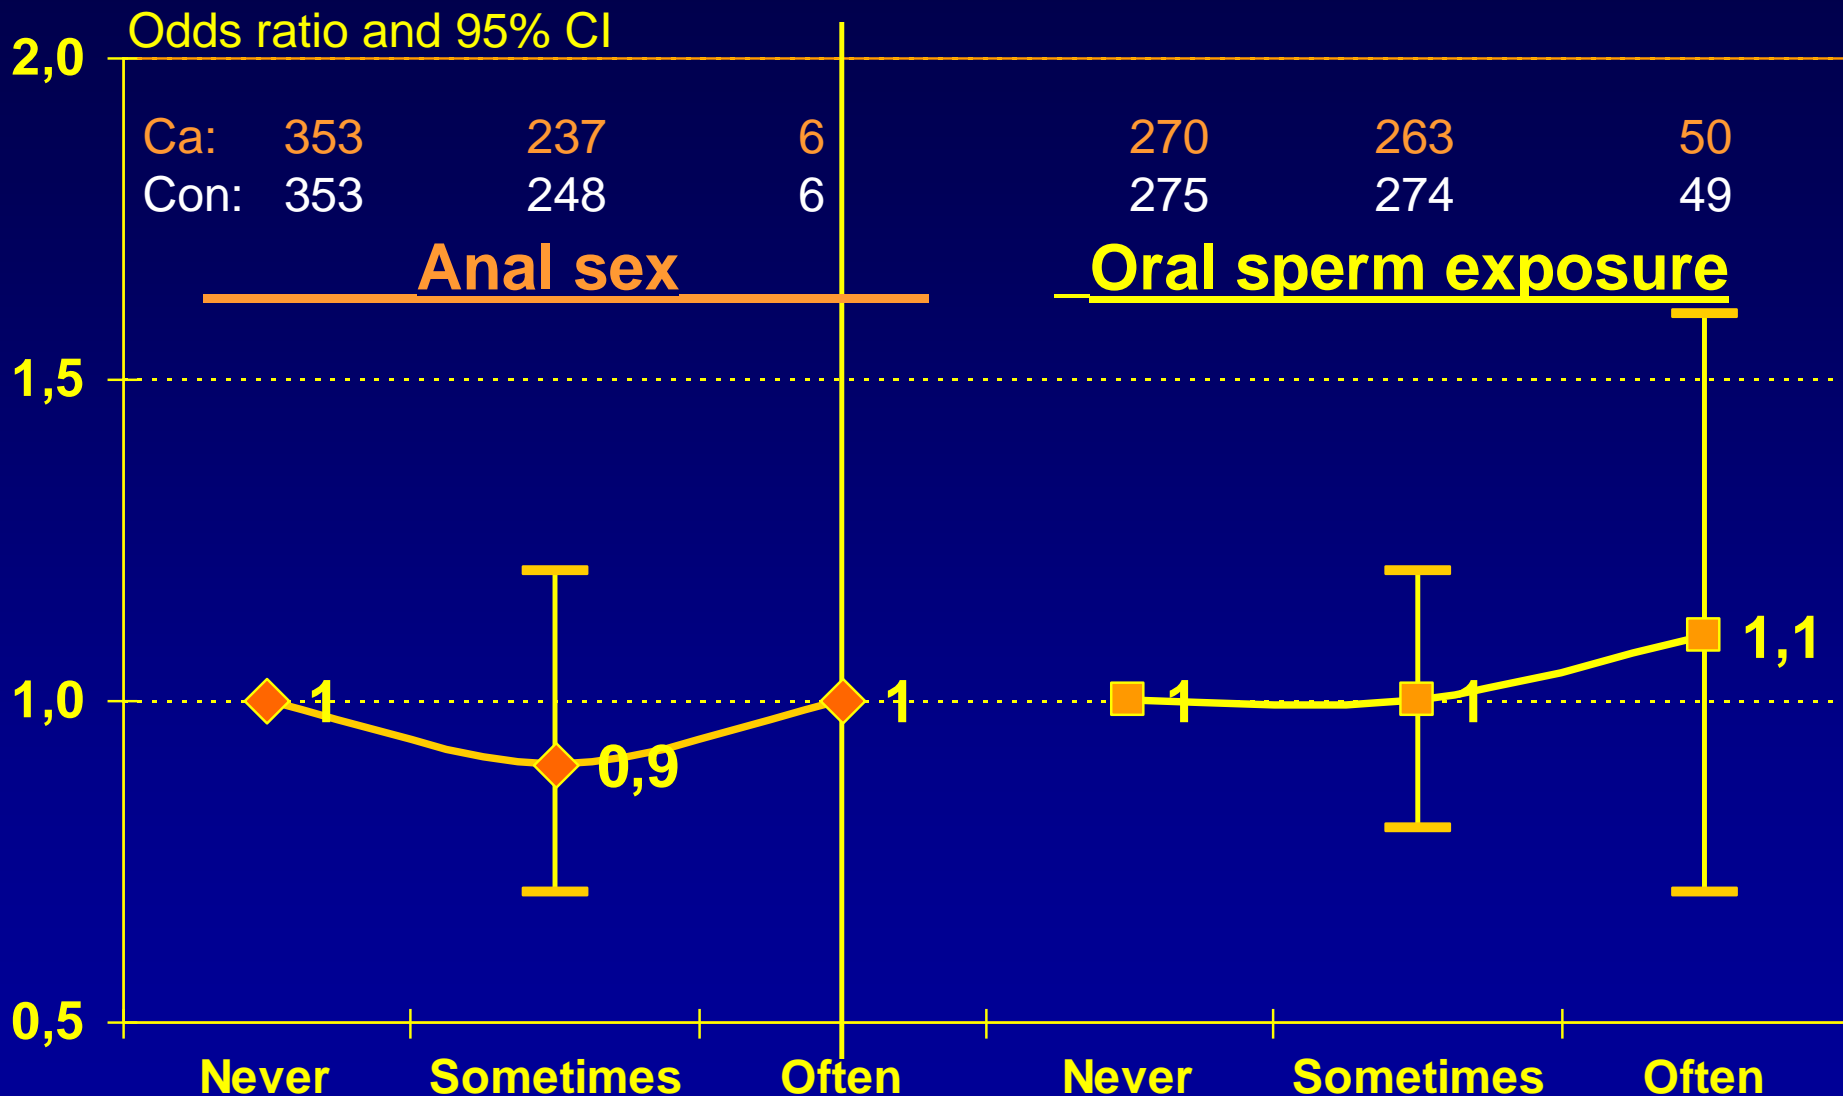 Odds ratio and 95% CI
2,0
Ca: 353 237 6 270 263 50
Con: 353 248 6 275 274 49
Anal sex Oral sperm exposure
1,5
1,0 1 0,9 1 1 1 1,1
0,5
Never Sometimes Often Never Sometimes Often